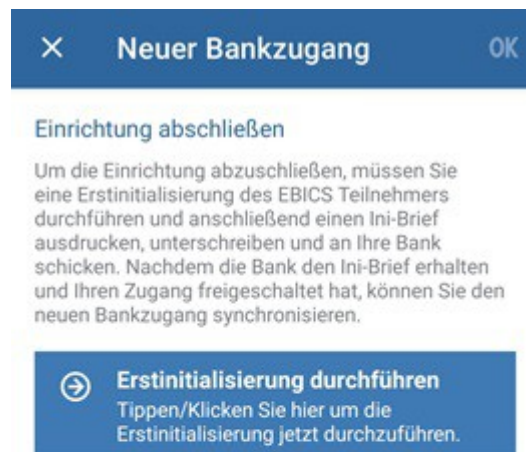 Neuer Bankzugang OK
Einrichtung abschließen
Um die Einrichtung abzuschließen, müssen Sie
eine Erstinitialisierung des EBICS Teilnehmers
durchführen und anschließend einen Ini-Brief
ausdrucken, unterschreiben und an Ihre Bank
schicken. Nachdem die Bank den Ini-Brief erhalten
und Ihren Zugang freigeschaltet hat, können Sie den
neuen Bankzugang synchronisieren.
Erstinitialisierung durchführen
Tippen/Klicken Sie hier um die
Erstinitialisierung jetzt durchzuführen.